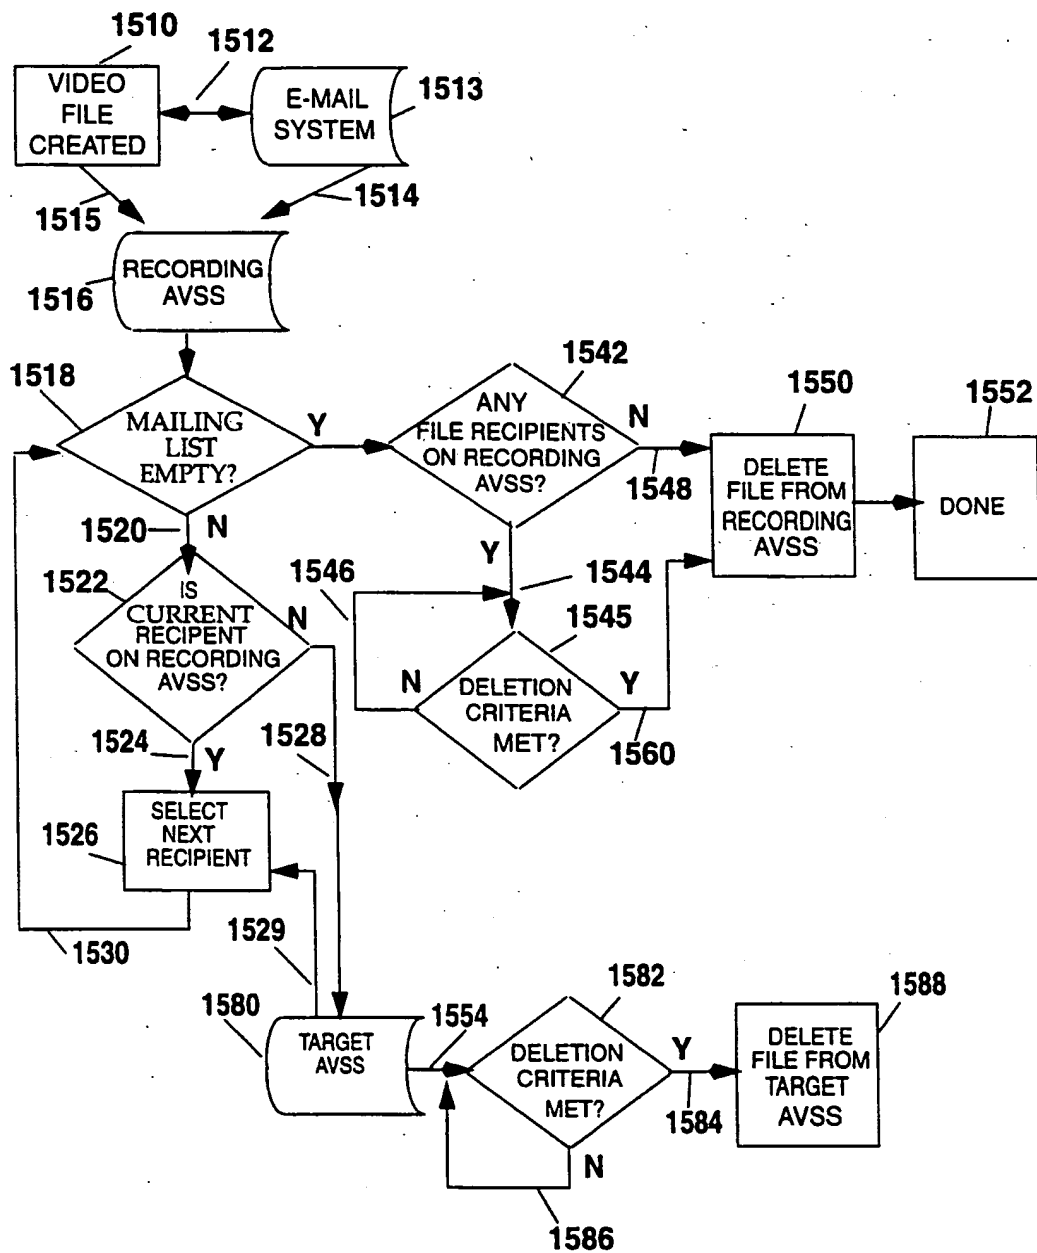 1510
1512
VIDEO
FILE
CREATED
E-MAIL
SYSTEM
1513
1515
1514
RECORDING
AVSS
1516
1518
MAILING
LIST
EMPTY?
Y
1542
ANY
FILE RECIPIENTS
ON RECORDING
AVSS?
N
1548
1550
DELETE
FILE FROM
RECORDING
AVSS
1552
DONE
1520
N
1522
IS
CURRENT
RECIPENT
ON RECORDING
AVSS?
N
Y
1546
1544
1545
N
DELETION
CRITERIA
MET?
Y
1560
1524
Y
1528
SELECT
NEXT
RECIPIENT
1526
1530
1529
1580
TARGET
AVSS
1554
1582
DELETION
CRITERIA
MET?
Y
1584
1588
DELETE
FILE FROM
TARGET
AVSS
N
1586